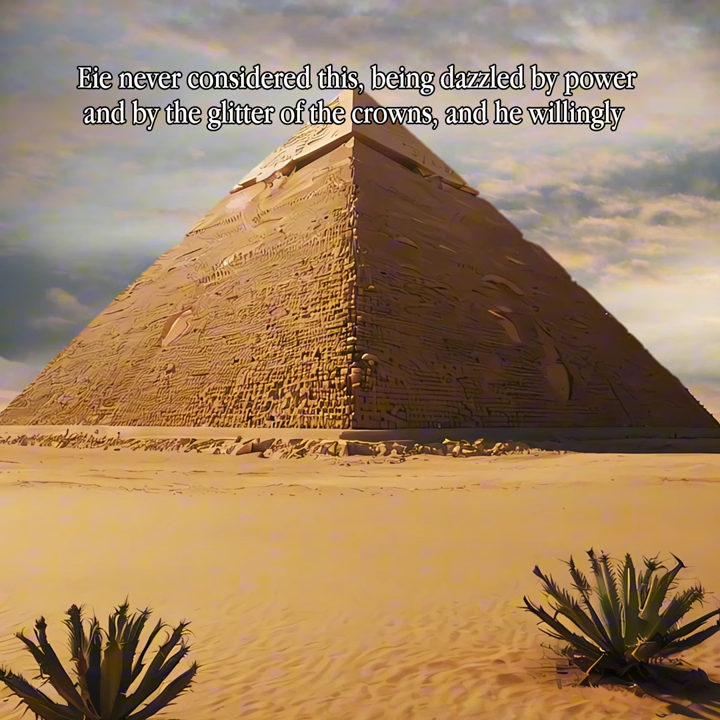 Eie never considered this, being dazzled by power
and by the glitter of the crowns, and he willingly